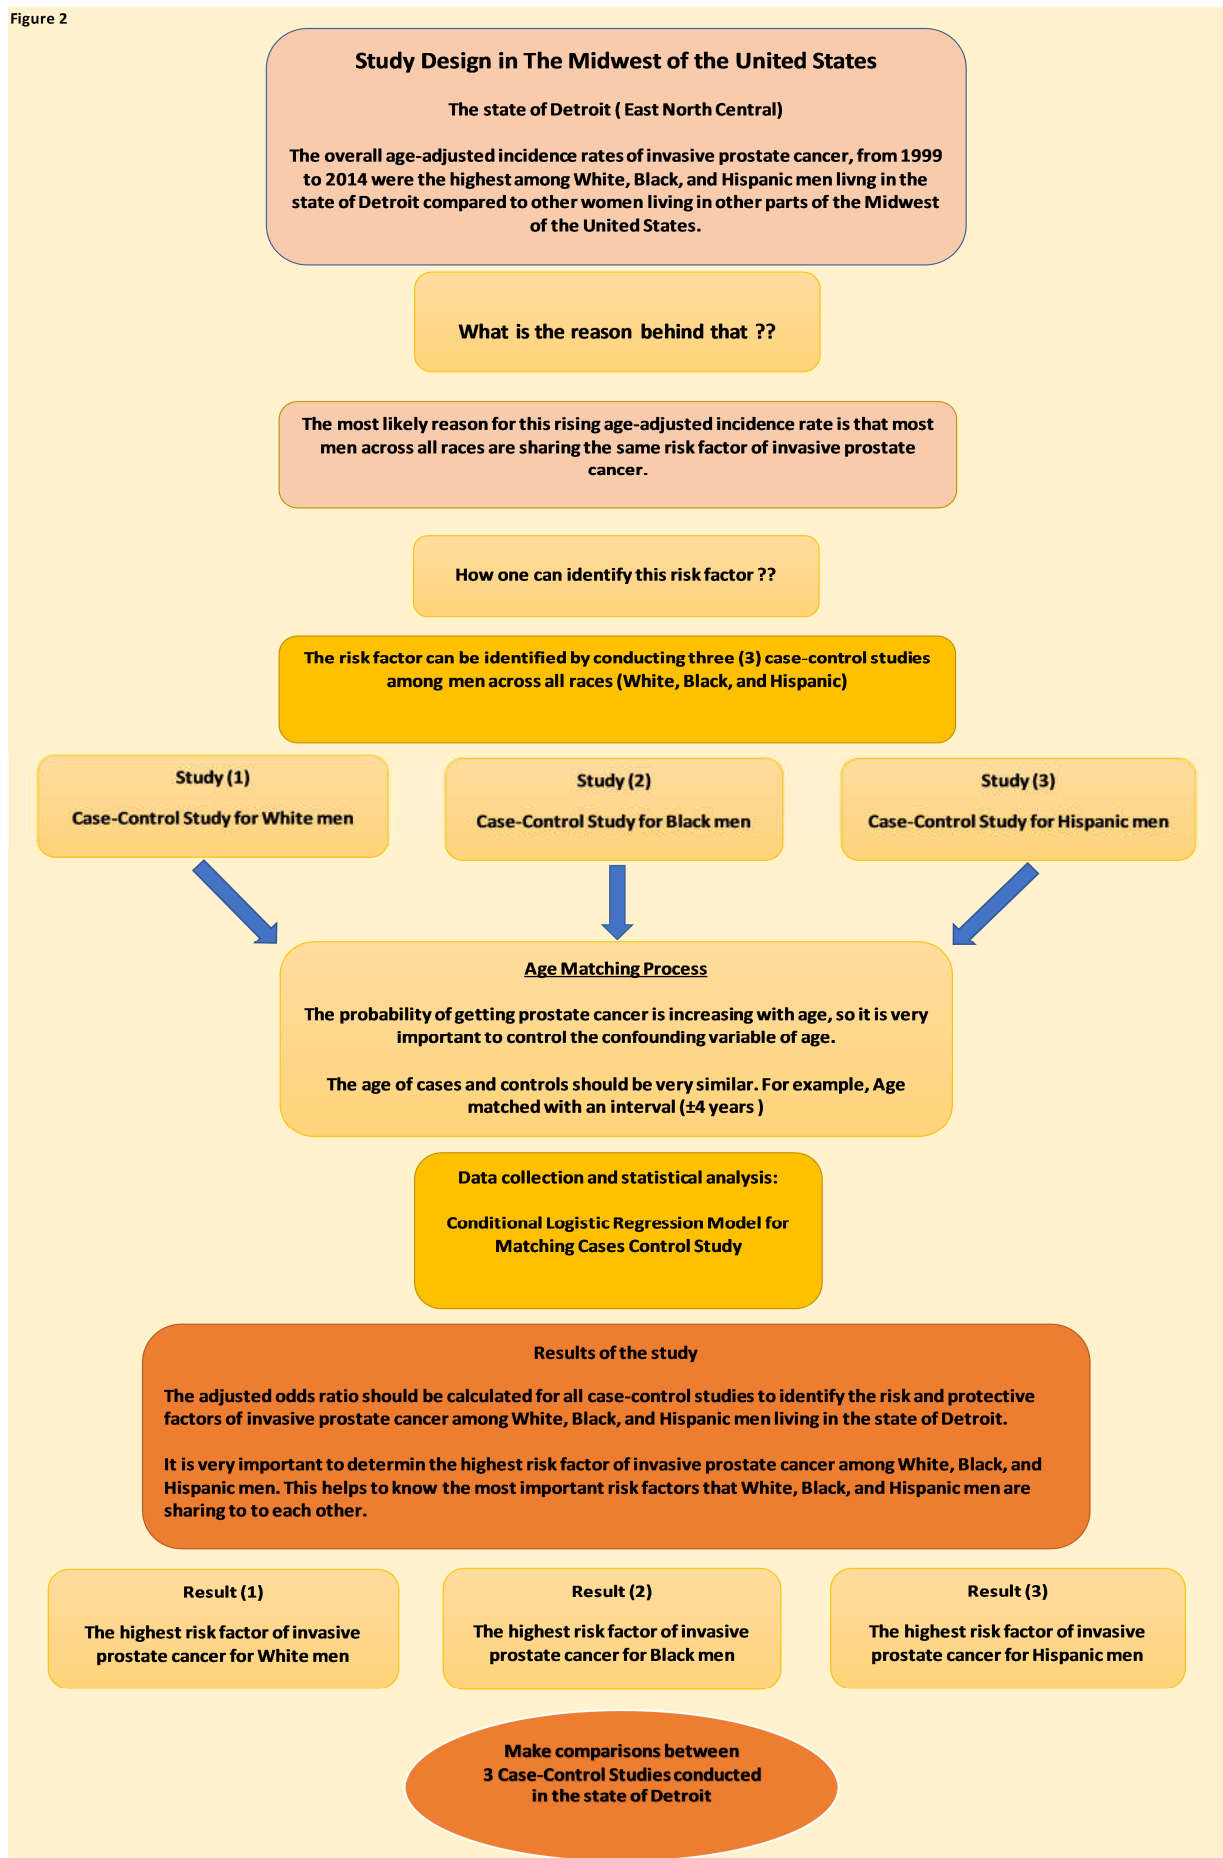 Figure 2
Study Design in The Midwest of the United States
The state of Detroit ( East North Central)
The overall age-adjusted incidence rates of invasive prostate cancer, from 1999
to 2014 were the highest among White, Black, and Hispanic men livng in the
state of Detroit compared to other women living in other parts of the Midwest
of the United States.
What is the reason behind that ??
The most likely reason for this rising age-adjusted incidence rate is that most
men across all races are sharing the same risk factor of invasive prostate
cancer.
How one can identify this risk factor ??
The risk factor can be identified by conducting three (3) case-control studies
among men across all races (White, Black, and Hispanic)
Study (1)
Case-Control Study for White men
Study (2)
Case-Control Study for Black men
Study (3)
Case-Control Study for Hispanic men
Age Matching Process
The probability of getting prostate cancer is increasing with age, so it is very
important to control the confounding variable of age.
The age of cases and controls should be very similar. For example, Age
matched with an interval (±4 years )
Data collection and statistical analysis:
Conditional Logistic Regression Model for
Matching Cases Control Study
Results of the study
The adjusted odds ratio should be calculated for all case-control studies to identify the risk and protective
factors of invasive prostate cancer among White, Black, and Hispanic men living in the state of Detroit.
It is very important to determin the highest risk factor of invasive prostate cancer among White, Black, and
Hispanic men. This helps to know the most important risk factors that White, Black, and Hispanic men are
sharing to to each other.
Result (1)
The highest risk factor of invasive
prostate cancer for White men
Result (2)
The highest risk factor of invasive
prostate cancer for Black men
Result (3)
The highest risk factor of invasive
prostate cancer for Hispanic men
Make comparisons between
3 Case-Control Studies conducted
in the state of Detroit